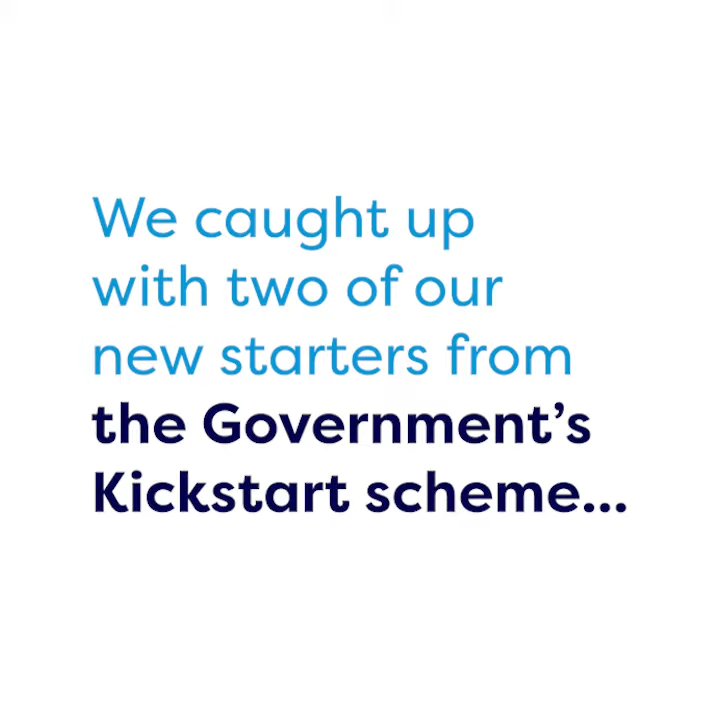 We caught up
with two of our
new starters from
the Government’s
Kickstart scheme...